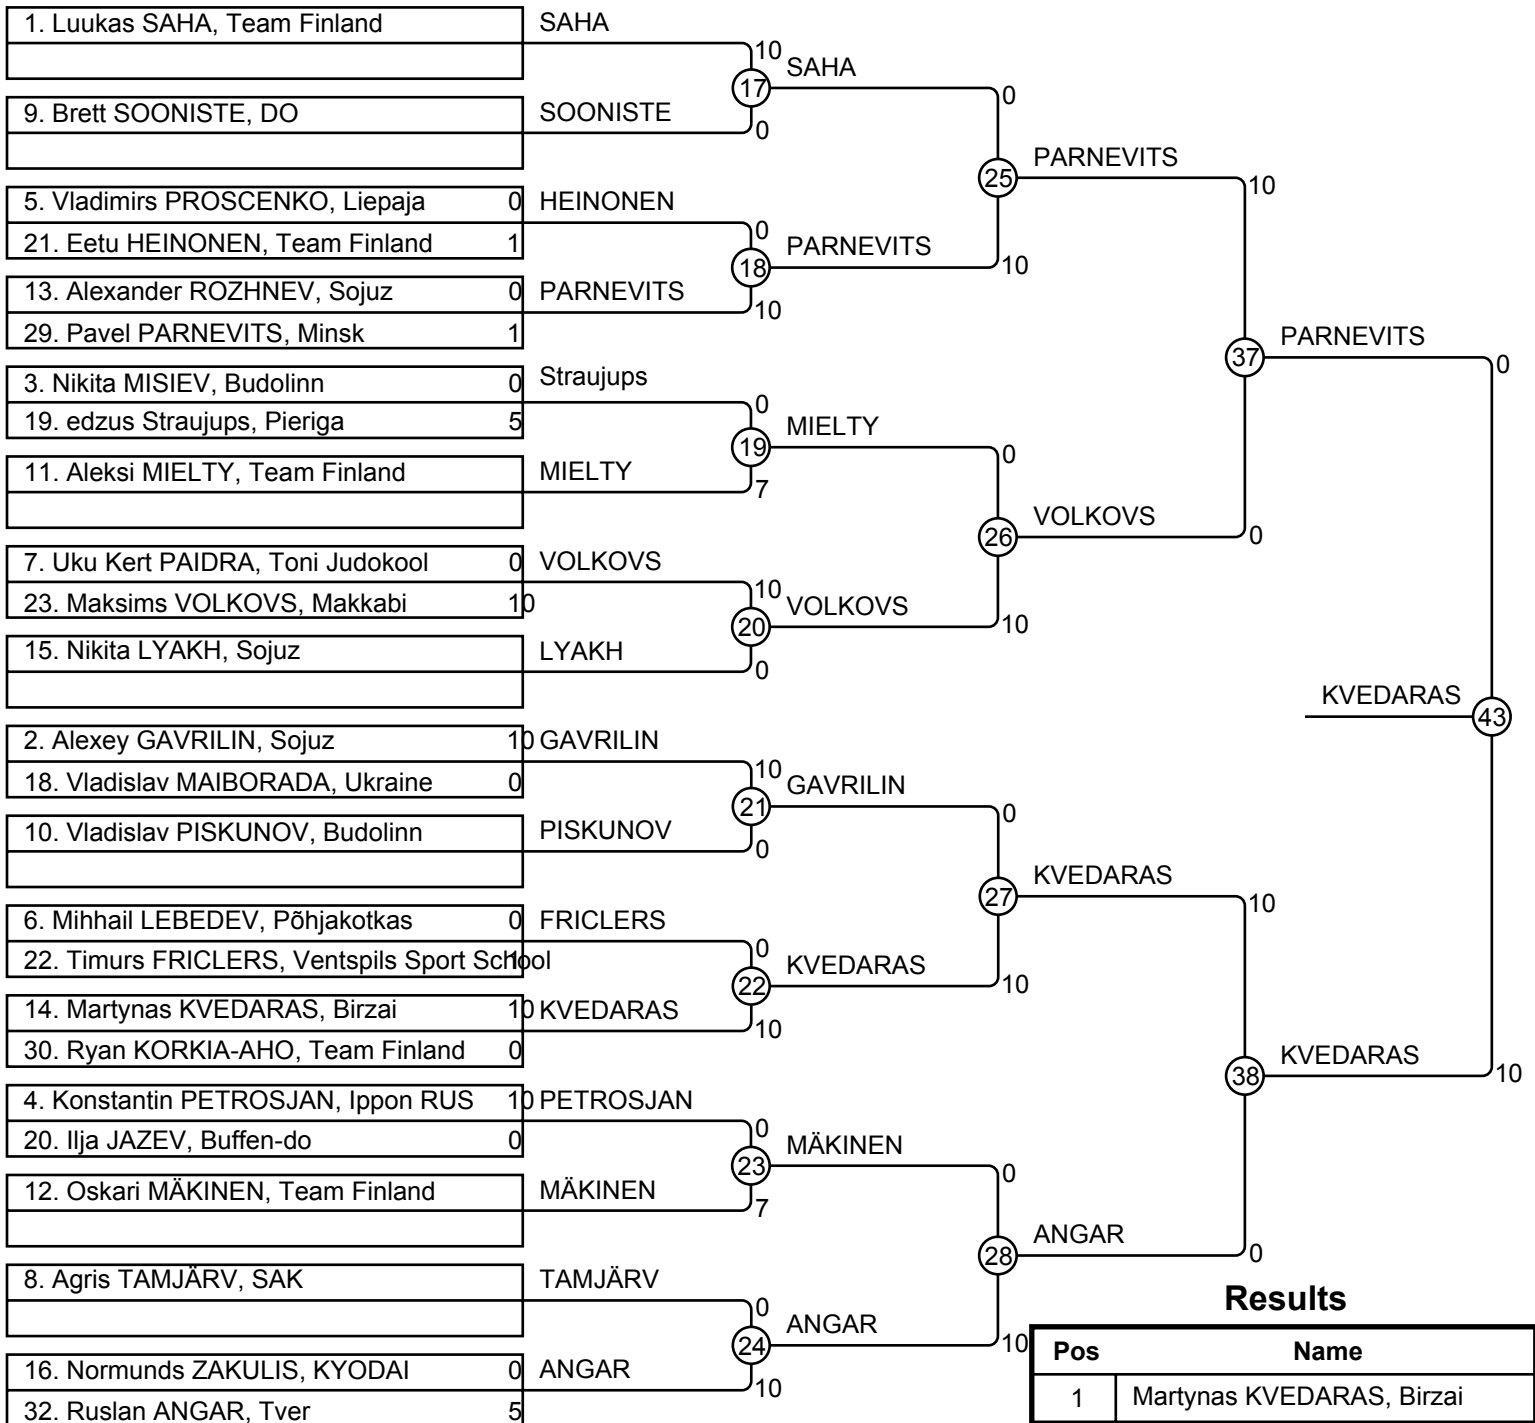 1. Luukas SAHA, Team Finland
SAHA
10
17
SAHA
9. Brett SOONISTE, DO
SOONISTE
0
0
25
PARNEVITS
5. Vladimirs PROSCENKO, Liepaja 0
21. Eetu HEINONEN, Team Finland 1
HEINONEN
0
18
PARNEVITS
10
10
13. Alexander ROZHNEV, Sojuz 0
29. Pavel PARNEVITS, Minsk 1
PARNEVITS
10
37
PARNEVITS
0
3. Nikita MISIEV, Budolinn 0
19. edzus Straujups, Pieriga 5
Straujups
0
19
MIELTY
11. Aleksi MIELTY, Team Finland
MIELTY
7
0
26
VOLKOVS
0
7. Uku Kert PAIDRA, Toni Judokool 0
23. Maksims VOLKOVS, Makkabi 10
VOLKOVS
10
20
VOLKOVS
10
15. Nikita LYAKH, Sojuz
LYAKH
0
KVEDARAS
43
2. Alexey GAVRILIN, Sojuz 10
18. Vladislav MAIBORADA, Ukraine 0
GAVRILIN
10
21
GAVRILIN
10. Vladislav PISKUNOV, Budolinn
PISKUNOV
0
0
27
KVEDARAS
10
6. Mihhail LEBEDEV, Põhjakotkas 0
22. Timurs FRICLERS, Ventspils Sport School 1
FRICLERS
0
22
KVEDARAS
10
14. Martynas KVEDARAS, Birzai 10
30. Ryan KORKIA-AHO, Team Finland 0
KVEDARAS
10
38
KVEDARAS
10
4. Konstantin PETROSJAN, Ippon RUS 10
20. Ilja JAZEV, Buffen-do 0
PETROSJAN
0
23
MÄKINEN
12. Oskari MÄKINEN, Team Finland
MÄKINEN
7
0
28
ANGAR
0
8. Agris TAMJÄRV, SAK
TAMJÄRV
0
24
ANGAR
10
16. Normunds ZAKULIS, KYODAI 0
32. Ruslan ANGAR, Tver 5
ANGAR
10
Results
Pos Name
1 Martynas KVEDARAS, Birzai